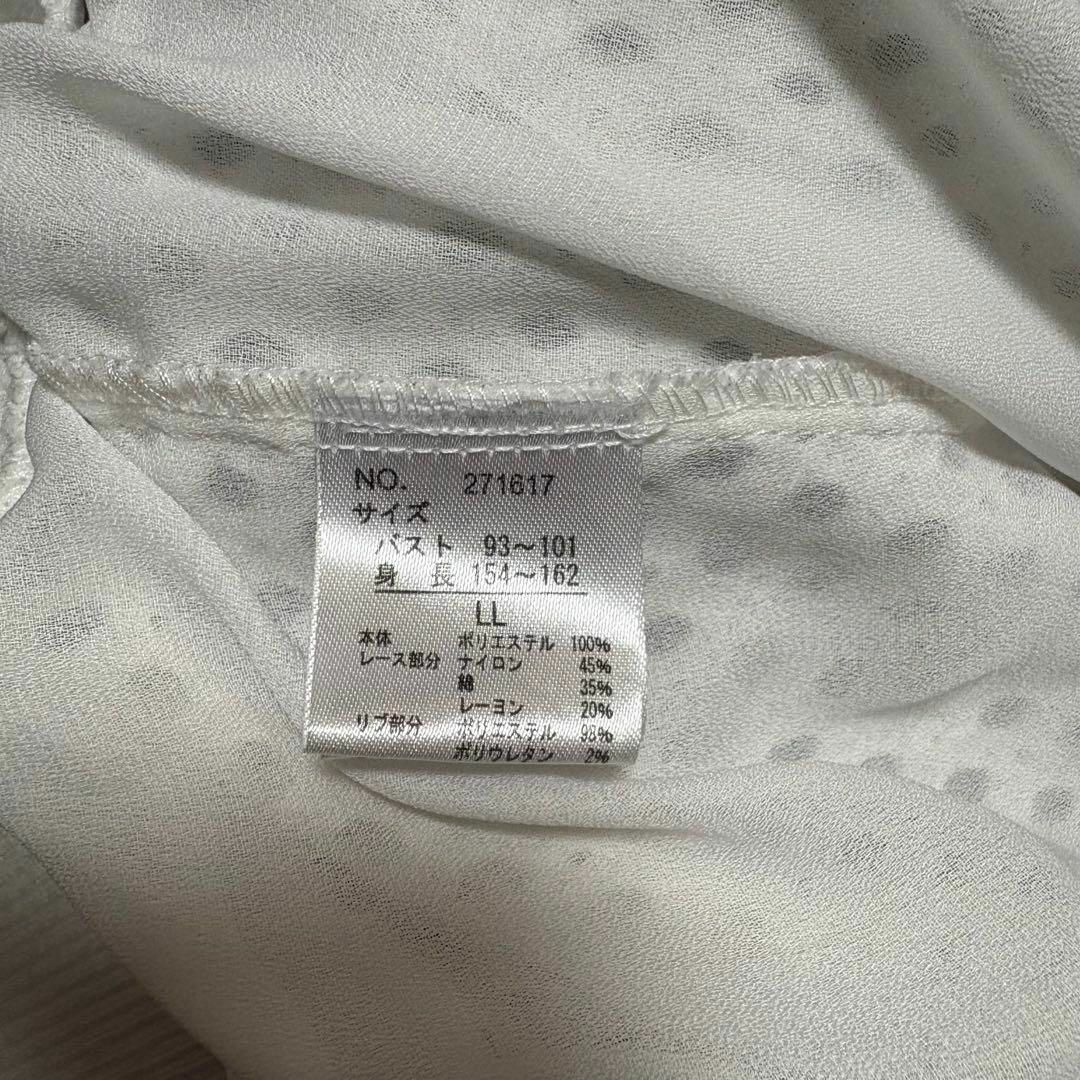 NO. 271617
サイズ
バスト 93～101
身 長 154～162
LL
本体 ポリエステル 100%
レース部分 ナイロン 45%
綿 35%
レーヨン 20%
リブ部分 ポリエステル 98%
ポリウレタン 2%